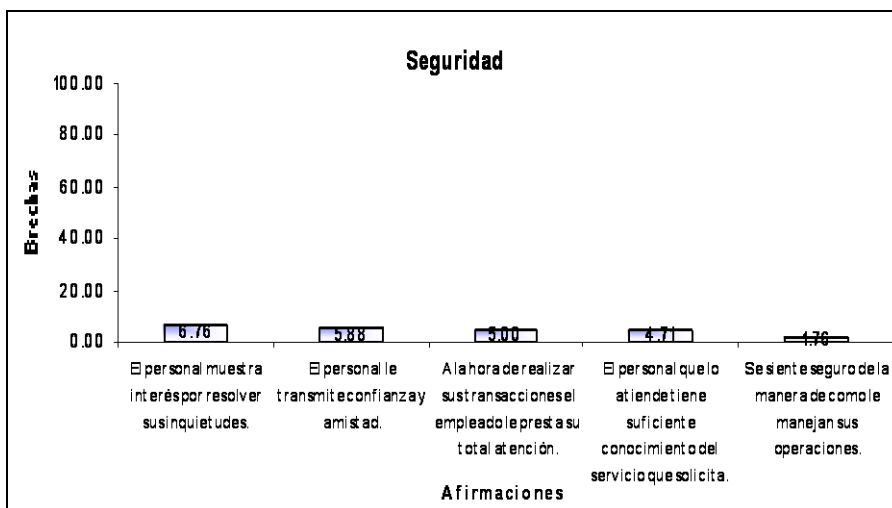 Seguridad
100.00
80.00
60.00
40.00
20.00
0.00
Brechas
6.76
5.88
5.00
4.71
1.76
El personal muestra
interés por resolver
sus inquietudes.
El personal le
transmite confianza y
amistad.
A la hora de realizar
sus transacciones el
empleado le presta su
total atención.
El personal que lo
atiende tiene
suficiente
conocimiento del
servicio que solicita.
Se siente seguro de la
manera de como le
manejan sus
operaciones.
Afirmaciones